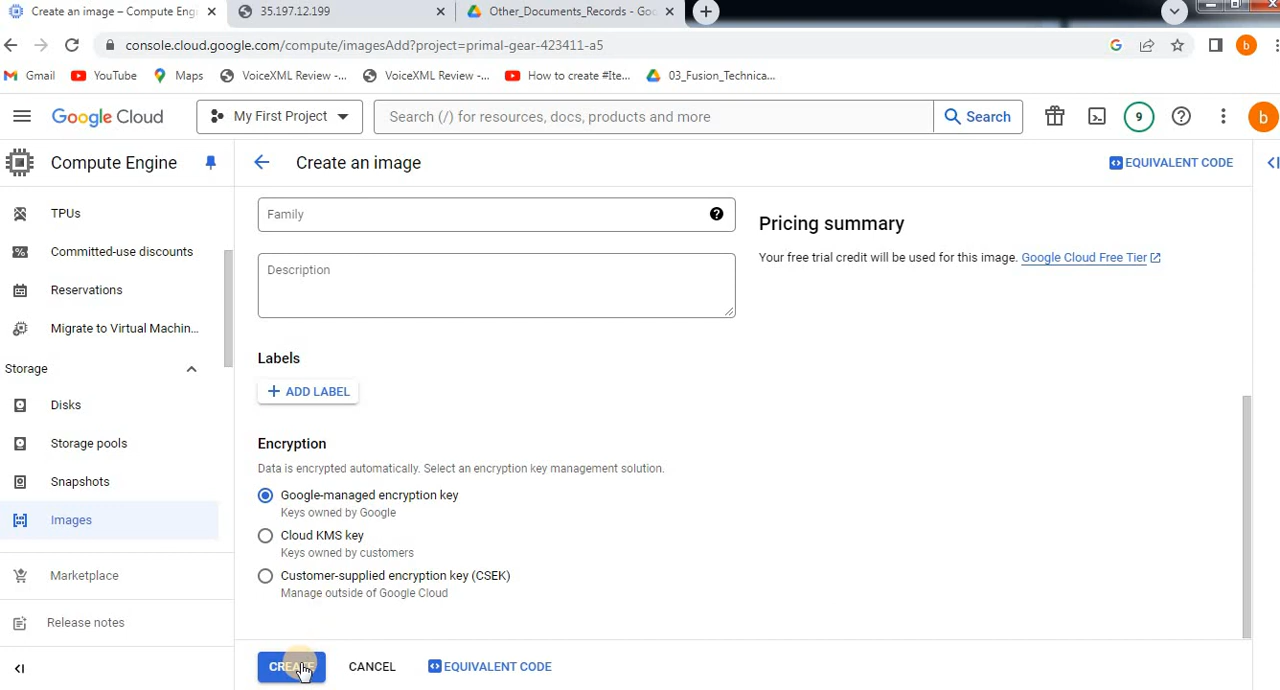 Create an image – Compute Eng
35.197.12.199
Other_Documents_Records - Goo
console.cloud.google.com/compute/imagesAdd?project=primal-gear-423411-a5
b
Gmail
YouTube
Maps
VoiceXML Review -...
VoiceXML Review -...
How to create #Ite...
03_Fusion_Technica...
Google Cloud
My First Project
Search (/) for resources, docs, products and more
Search
9
b
Compute Engine
Create an image
EQUIVALENT CODE
TPUs
Committed-use discounts
Reservations
Migrate to Virtual Machin...
Storage
Disks
Storage pools
Snapshots
Images
Marketplace
Release notes
Family
Description
Labels
ADD LABEL
Encryption
Data is encrypted automatically. Select an encryption key management solution.
Google-managed encryption key
Keys owned by Google
Cloud KMS key
Keys owned by customers
Customer-supplied encryption key (CSEK)
Manage outside of Google Cloud
Pricing summary
Your free trial credit will be used for this image. Google Cloud Free Tier
CREATE
CANCEL
EQUIVALENT CODE